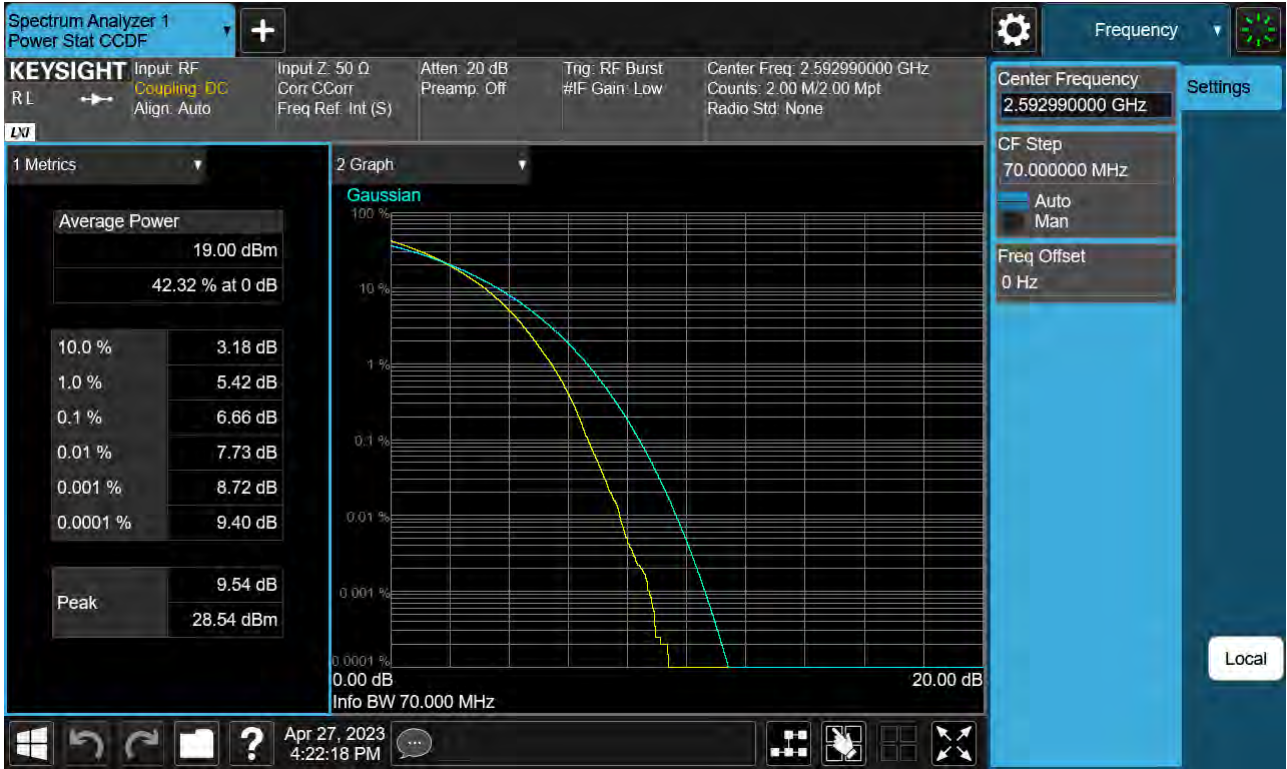 Spectrum Analyzer 1
Power Stat CCDF
+
Frequency
KEYSIGHT
R L
LXI
Input: RF
Coupling: DC
Align: Auto
Input Z: 50 Ω
Corr CCorr
Freq Ref: Int (S)
Atten: 20 dB
Preamp: Off
Trig: RF Burst
#IF Gain: Low
Center Freq: 2.592990000 GHz
Counts: 2.00 M/2.00 Mpt
Radio Std: None
Center Frequency
2.592990000 GHz
Settings
CF Step
70.000000 MHz
Auto
Man
Freq Offset
0 Hz
Local
1 Metrics
Average Power
19.00 dBm
42.32 % at 0 dB
10.0 % 3.18 dB
1.0 % 5.42 dB
0.1 % 6.66 dB
0.01 % 7.73 dB
0.001 % 8.72 dB
0.0001 % 9.40 dB
Peak
9.54 dB
28.54 dBm
2 Graph
Gaussian
100 %
10 %
1 %
0.1 %
0.01 %
0.001 %
0.0001 %
0.00 dB 20.00 dB
Info BW 70.000 MHz
?
Apr 27, 2023
4:22:18 PM